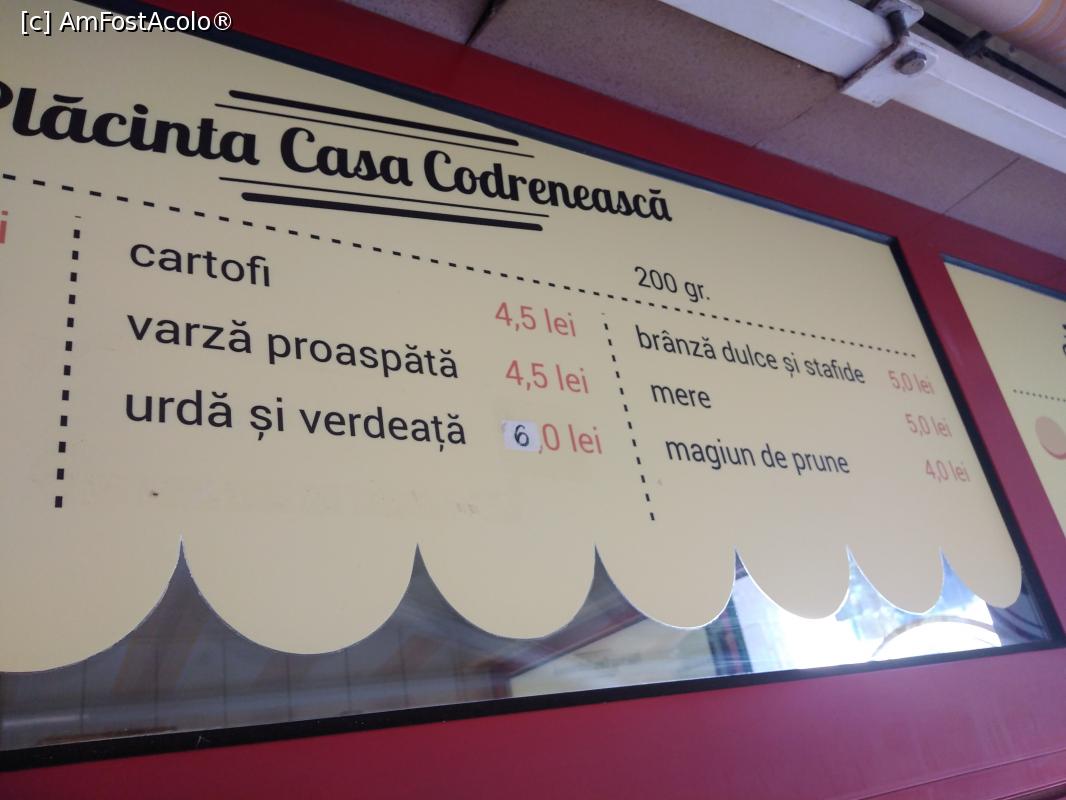 [c] AmFostAcolo®
Plăcinta Casa Codrenească
200 gr.
cartofi 4,5 lei
varză proaspătă 4,5 lei
urdă și verdeață 6,0 lei
brânză dulce și stafide 5,0 lei
mere 5,0 lei
magiun de prune 4,0 lei